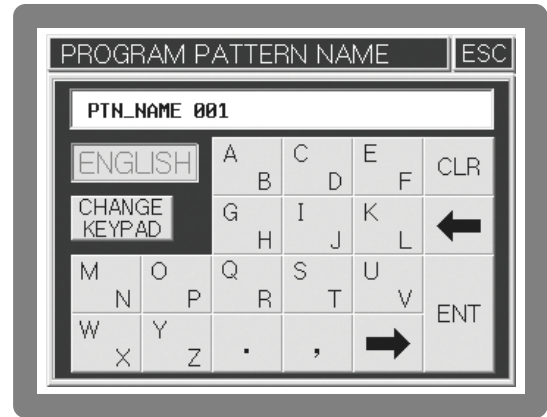 PROGRAM PATTERN NAME ESC
PTN_NAME 001
ENGLISH
CHANGE
KEYPAD
A B C D E F CLR
G H I J K L
M N O P Q R S T U V ENT
W X Y Z . ,